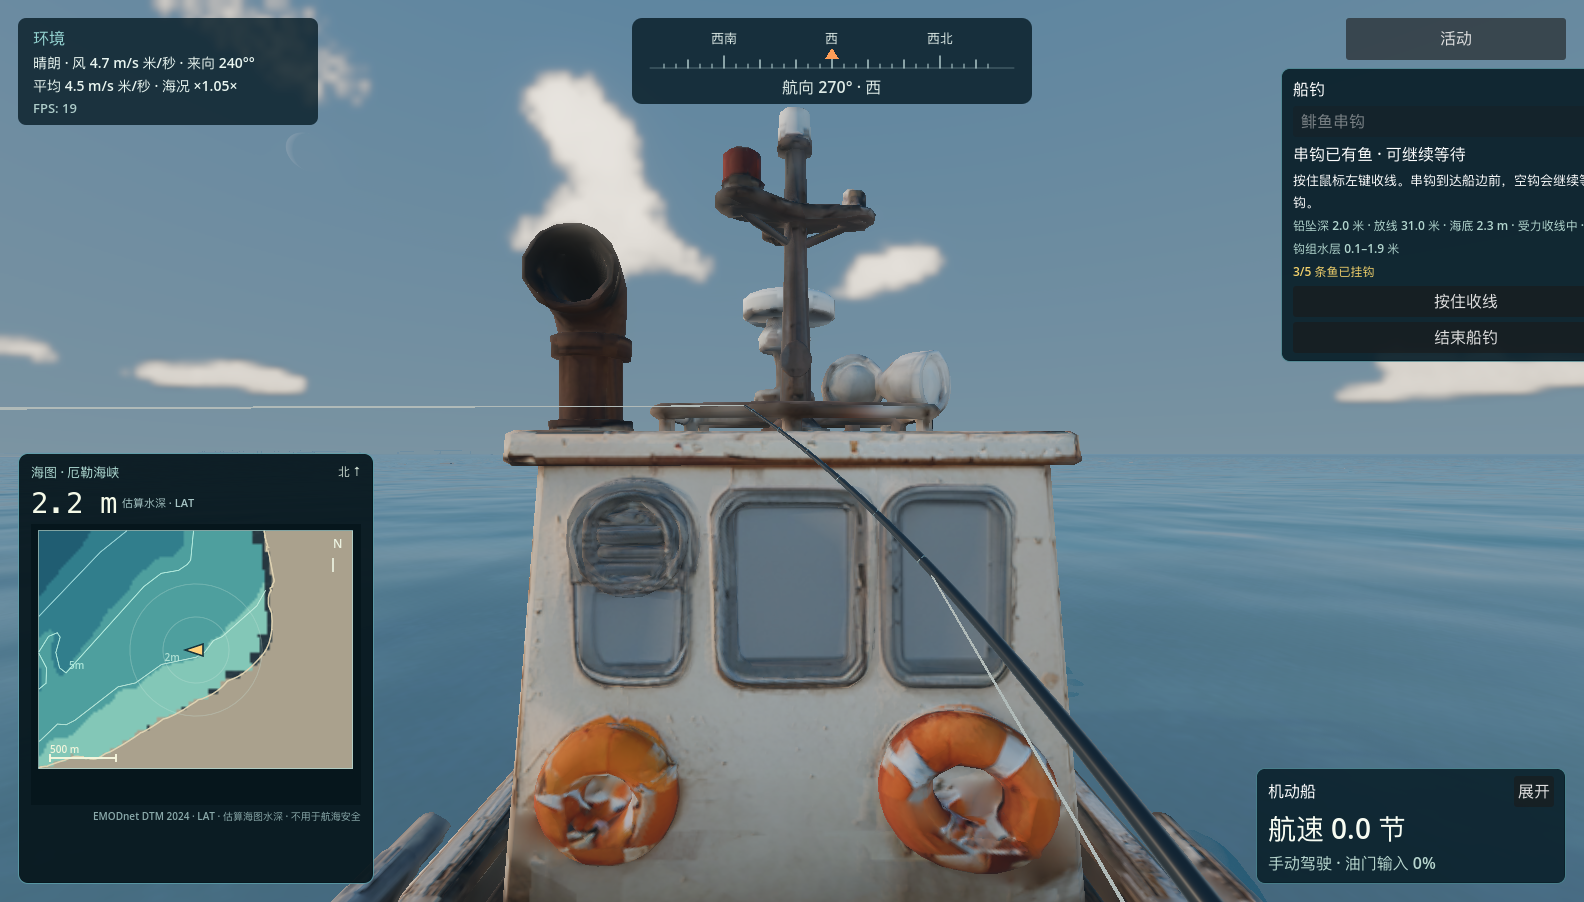 环境
晴朗 · 风 4.7 m/s 米/秒 · 来向 240°°
平均 4.5 m/s 米/秒 · 海况 ×1.05×
FPS: 19
西南 西 西北
航向 270° · 西
活动
船钓
鲱鱼串钩
串钩已有鱼 · 可继续等待
按住鼠标左键收线。串钩到达船边前，空钩会继续等
钩。
铅坠深 2.0 米 · 放线 31.0 米 · 海底 2.3 m · 受力收线中 ·
钩组水层 0.1–1.9 米
3/5 条鱼已挂钩
按住收线
结束船钓
海图 · 厄勒海峡 北 ↑
2.2 m 估算水深 · LAT
N
2m
5m
500 m
EMODnet DTM 2024 · LAT · 估算海图水深 · 不用于航海安全
机动船 展开
航速 0.0 节
手动驾驶 · 油门输入 0%